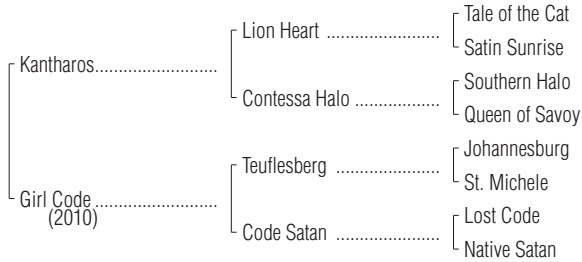 Tale of the Cat
Lion Heart ........................
Satin Sunrise
Kantharos..........................
Southern Halo
Contessa Halo ...................
Queen of Savoy
Johannesburg
Teuflesberg ......................
St. Michele
Girl Code..........................
(2010)
Lost Code
Code Satan ......................
Native Satan